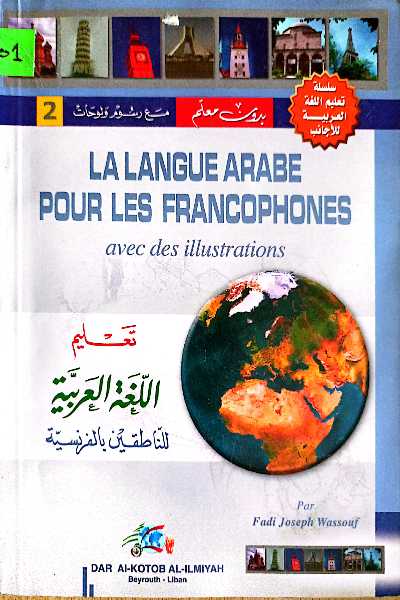 01
سلسلة
تعليم اللغة
العربية
للأجانب
2
مع رسوم ولوحات
بدون معلم
LA LANGUE ARABE
POUR LES FRANCOPHONES
avec des illustrations
تعليم
اللغة العربية
للناطقين بالفرنسية
Par
Fadi Joseph Wassouf
DAR Al-KOTOB AL-ILMIYAH
Beyrouth - Liban